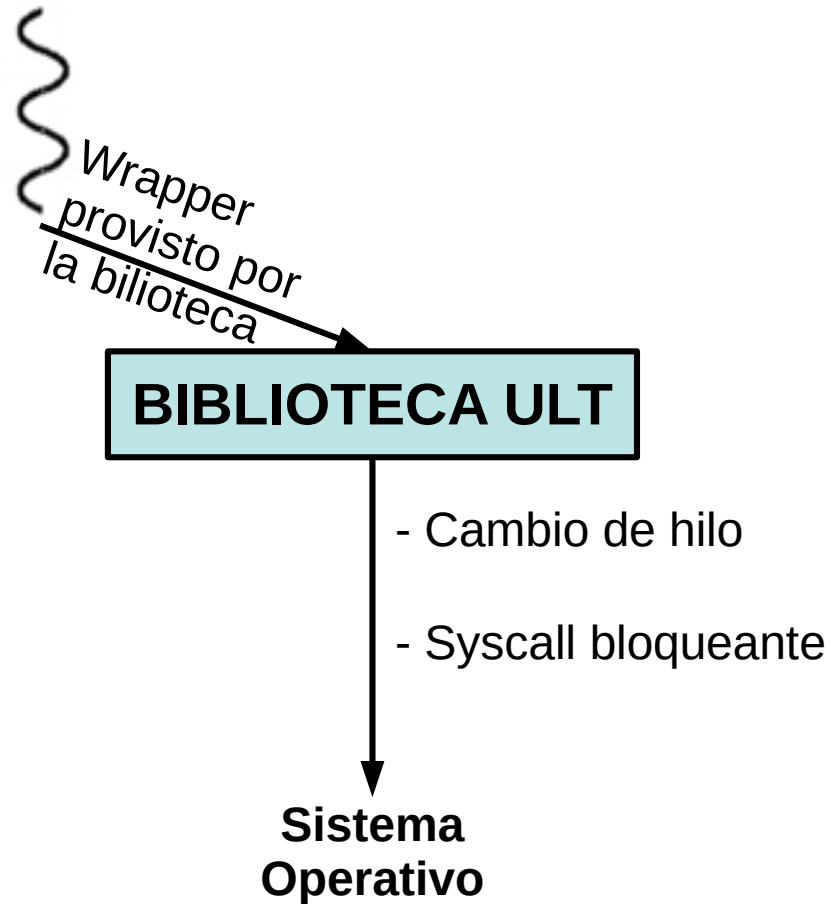 Wrapper
provisto por
la bilioteca
BIBLIOTECA ULT
- Cambio de hilo
- Syscall bloqueante
Sistema
Operativo